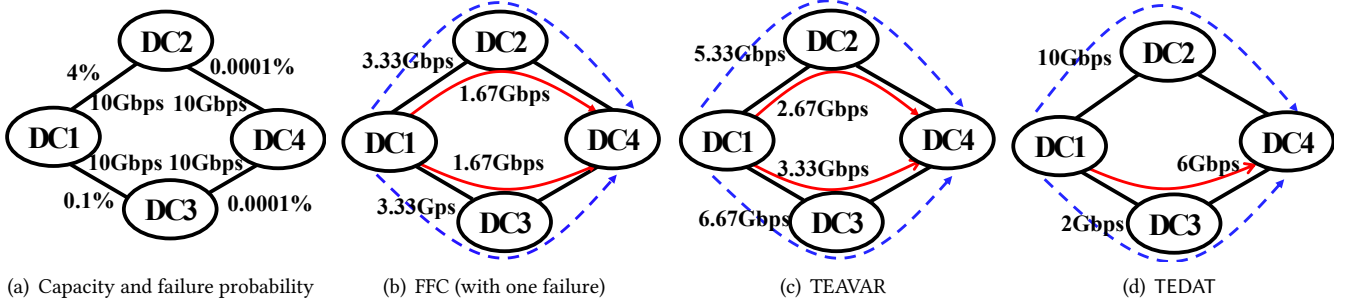 DC2
4%
0.0001%
10Gbps
10Gbps
DC1
DC4
10Gbps
10Gbps
0.1%
0.0001%
DC3
(a) Capacity and failure probability
DC2
3.33Gbps
1.67Gbps
DC1
DC4
1.67Gbps
3.33Gps
DC3
(b) FFC (with one failure)
DC2
5.33Gbps
2.67Gbps
DC1
DC4
3.33Gbps
6.67Gbps
DC3
(c) TEAVAR
DC2
10Gbps
DC1
DC4
6Gbps
2Gbps
DC3
(d) TEDAT